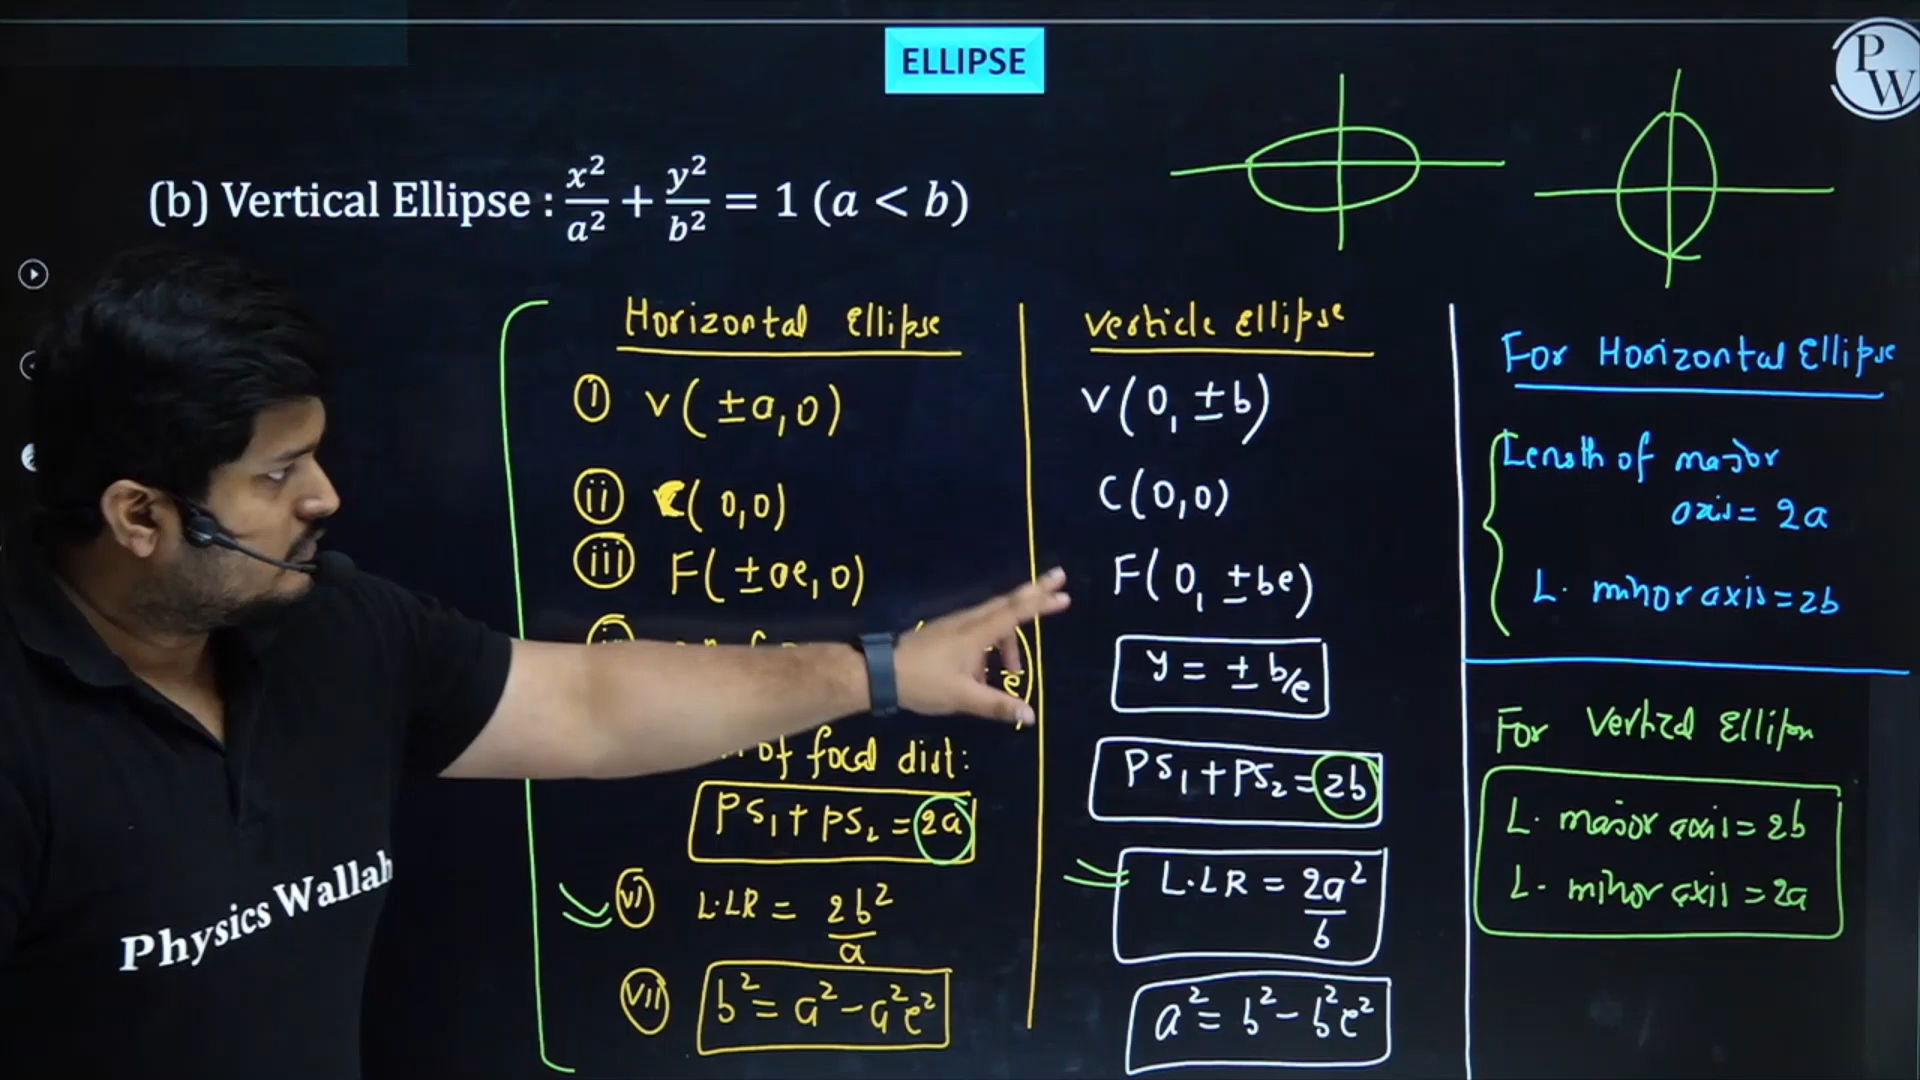 ELLIPSE
PW
(b) Vertical Ellipse : x²/a² + y²/b² = 1 (a < b)
Horizontal Ellipse
(i) V(±a, 0)
(ii) C(0,0)
(iii) F(±ae, 0)
e
of focal dist:
PS₁ + PS₂ = 2a
(vi) L.LR = 2b²/a
(vii) b² = a² - a²e²
Verticle Ellipse
V(0, ±b)
C(0,0)
F(0, ±be)
y = ± b/e
PS₁ + PS₂ = 2b
L.LR = 2a²/b
a² = b² - b²e²
For Horizontal Ellipse
Length of major
axis = 2a
L. minor axis = 2b
For Vertical
L. major axis = 2b
L. minor axis = 2a
Physics Wallah